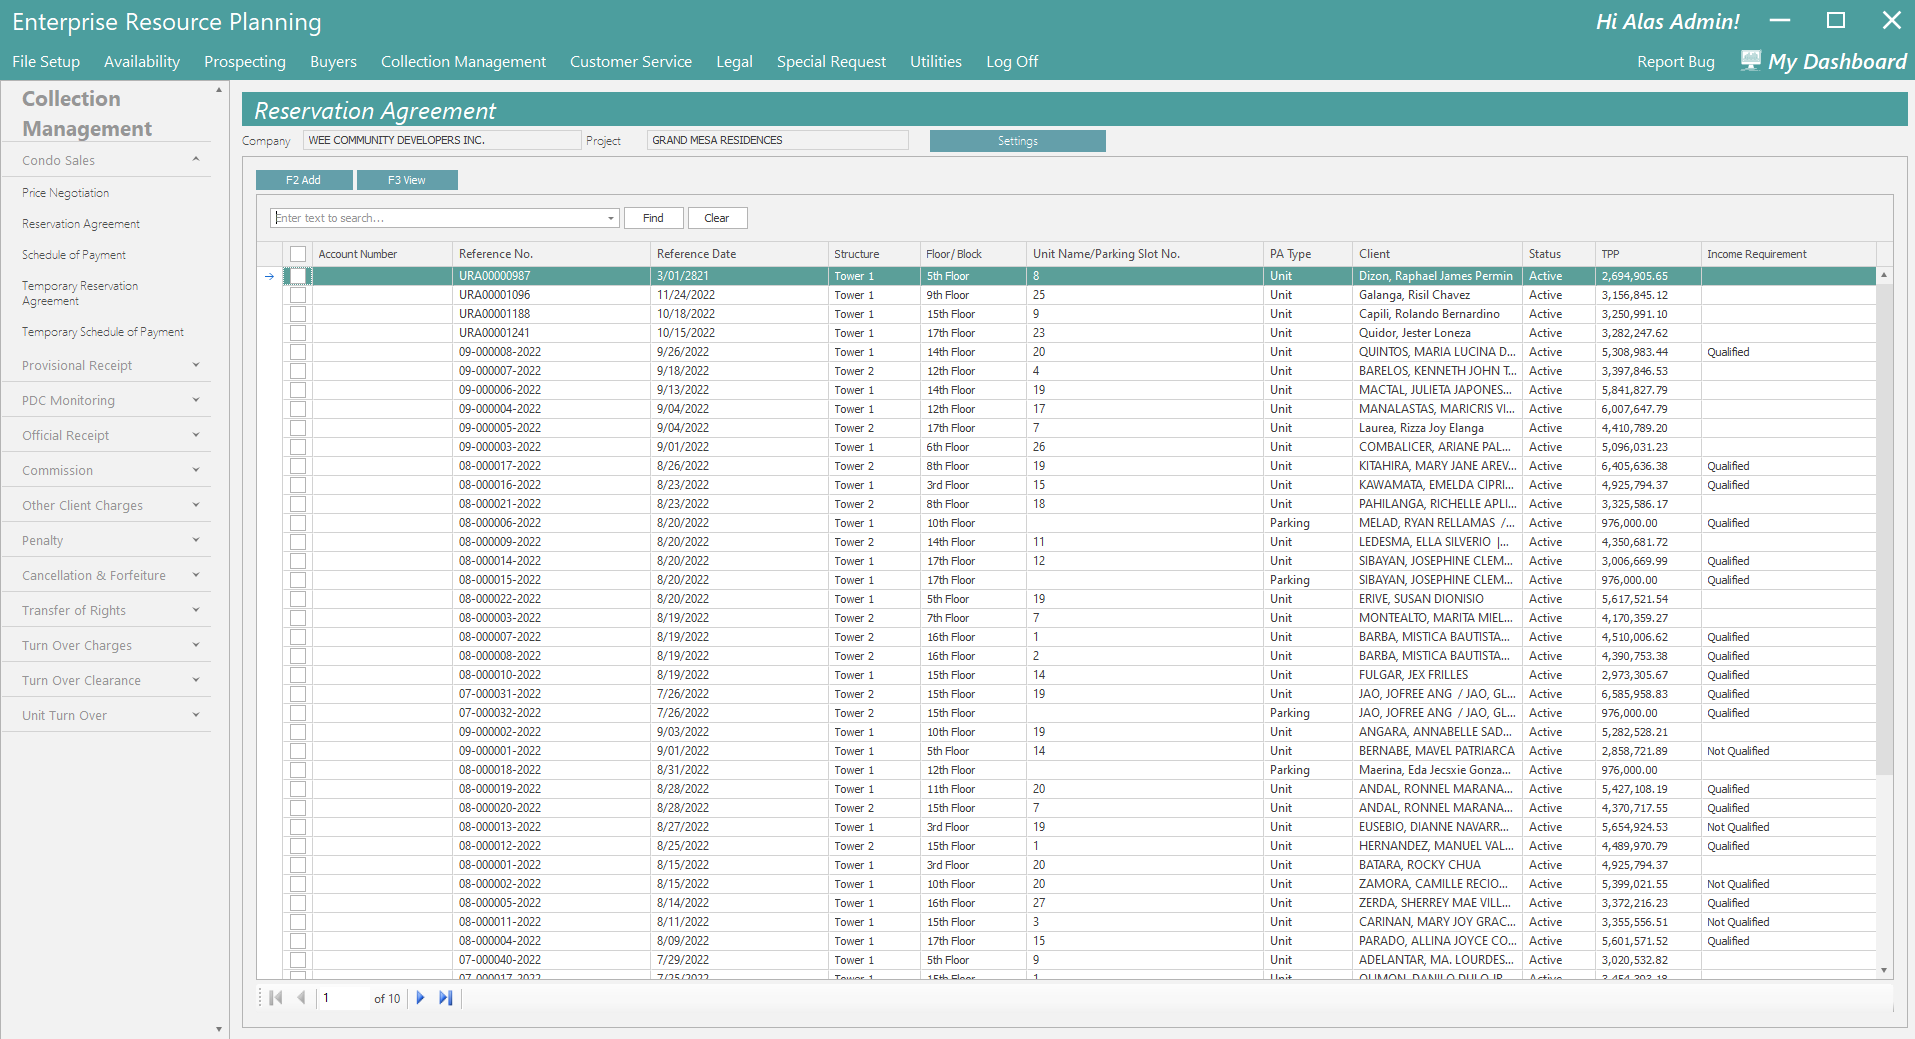 Enterprise Resource Planning
Hi Alas Admin!
File Setup Availability Prospecting Buyers Collection Management Customer Service Legal Special Request Utilities Log Off Report Bug My Dashboard
Collection
Management
Condo Sales
Price Negotiation
Reservation Agreement
Schedule of Payment
Temporary Reservation
Agreement
Temporary Schedule of Payment
Provisional Receipt
PDC Monitoring
Official Receipt
Commission
Other Client Charges
Penalty
Cancellation & Forfeiture
Transfer of Rights
Turn Over Charges
Turn Over Clearance
Unit Turn Over
Reservation Agreement
Company WEE COMMUNITY DEVELOPERS INC. Project GRAND MESA RESIDENCES Settings
F2 Add F3 View
Enter text to search... Find Clear
Account Number Reference No. Reference Date Structure Floor/Block Unit Name/Parking Slot No. PA Type Client Status TPP Income Requirement
URA00000987 3/01/2821 Tower 1 5th Floor 8 Unit Dizon, Raphael James Permin Active 2,694,905.65
URA00001096 11/24/2022 Tower 1 9th Floor 25 Unit Galanga, Risil Chavez Active 3,156,845.12
URA00001188 10/18/2022 Tower 1 15th Floor 9 Unit Capili, Rolando Bernardino Active 3,250,991.10
URA00001241 10/15/2022 Tower 1 17th Floor 23 Unit Quidor, Jester Loneza Active 3,282,247.62
09-000008-2022 9/26/2022 Tower 1 14th Floor 20 Unit QUINTOS, MARIA LUCINA D... Active 5,308,983.44 Qualified
09-000007-2022 9/18/2022 Tower 2 12th Floor 4 Unit BARELOS, KENNETH JOHN T... Active 3,397,846.53
09-000006-2022 9/13/2022 Tower 1 14th Floor 19 Unit MACTAL, JULIETA JAPONES... Active 5,841,827.79
09-000004-2022 9/04/2022 Tower 1 12th Floor 17 Unit MANALASTAS, MARICRIS VI... Active 6,007,647.79
09-000005-2022 9/04/2022 Tower 2 17th Floor 7 Unit Laurea, Rizza Joy Elanga Active 4,410,789.20
09-000003-2022 9/01/2022 Tower 1 6th Floor 26 Unit COMBALICER, ARIANE PAL... Active 5,096,031.23
08-000017-2022 8/26/2022 Tower 2 8th Floor 19 Unit KITAHIRA, MARY JANE AREV... Active 6,405,636.38 Qualified
08-000016-2022 8/23/2022 Tower 1 3rd Floor 15 Unit KAWAMATA, EMELDA CIPRI... Active 4,925,794.37 Qualified
08-000021-2022 8/23/2022 Tower 2 8th Floor 18 Unit PAHILANGA, RICHELLE APLI... Active 3,325,586.17
08-000006-2022 8/20/2022 Tower 1 10th Floor Parking MELAD, RYAN RELLAMAS /... Active 976,000.00 Qualified
08-000009-2022 8/20/2022 Tower 2 14th Floor 11 Unit LEDESMA, ELLA SILVERIO |... Active 4,350,681.72
08-000014-2022 8/20/2022 Tower 1 17th Floor 12 Unit SIBAYAN, JOSEPHINE CLEM... Active 3,006,669.99 Qualified
08-000015-2022 8/20/2022 Tower 1 17th Floor Parking SIBAYAN, JOSEPHINE CLEM... Active 976,000.00 Qualified
08-000022-2022 8/20/2022 Tower 1 5th Floor 19 Unit ERIVE, SUSAN DIONISIO Active 5,617,521.54
08-000003-2022 8/19/2022 Tower 2 7th Floor 7 Unit MONTEALTO, MARITA MIEL... Active 4,170,359.27
08-000007-2022 8/19/2022 Tower 2 16th Floor 1 Unit BARBA, MISTICA BAUTISTA... Active 4,510,006.62 Qualified
08-000008-2022 8/19/2022 Tower 2 16th Floor 2 Unit BARBA, MISTICA BAUTISTA... Active 4,390,753.38 Qualified
08-000010-2022 8/19/2022 Tower 1 15th Floor 14 Unit FULGAR, JEX FRILLES Active 2,973,305.67 Qualified
07-000031-2022 7/26/2022 Tower 2 15th Floor 19 Unit JAO, JOFREE ANG / JAO, GL... Active 6,585,958.83 Qualified
07-000032-2022 7/26/2022 Tower 2 15th Floor Parking JAO, JOFREE ANG / JAO, GL... Active 976,000.00 Qualified
09-000002-2022 9/03/2022 Tower 1 10th Floor 19 Unit ANGARA, ANNABELLE SAD... Active 5,282,528.21
09-000001-2022 9/01/2022 Tower 1 5th Floor 14 Unit BERNABE, MAVEL PATRIARCA Active 2,858,721.89 Not Qualified
08-000018-2022 8/31/2022 Tower 1 12th Floor Parking Maerina, Eda Jecsxie Gonza... Active 976,000.00
08-000019-2022 8/28/2022 Tower 1 11th Floor 20 Unit ANDAL, RONNEL MARANA... Active 5,427,108.19 Qualified
08-000020-2022 8/28/2022 Tower 2 15th Floor 7 Unit ANDAL, RONNEL MARANA... Active 4,370,717.55 Qualified
08-000013-2022 8/27/2022 Tower 1 3rd Floor 19 Unit EUSEBIO, DIANNE NAVARR... Active 5,654,924.53 Not Qualified
08-000012-2022 8/25/2022 Tower 2 15th Floor 1 Unit HERNANDEZ, MANUEL VAL... Active 4,489,970.79 Qualified
08-000001-2022 8/15/2022 Tower 1 3rd Floor 20 Unit BATARA, ROCKY CHUA Active 4,925,794.37
08-000002-2022 8/15/2022 Tower 1 10th Floor 20 Unit ZAMORA, CAMILLE RECIO... Active 5,399,021.55 Not Qualified
08-000005-2022 8/14/2022 Tower 1 16th Floor 27 Unit ZERDA, SHERREY MAE VILL... Active 3,372,216.23 Qualified
08-000011-2022 8/11/2022 Tower 1 15th Floor 3 Unit CARINAN, MARY JOY GRAC... Active 3,355,556.51 Not Qualified
08-000004-2022 8/09/2022 Tower 1 17th Floor 15 Unit PARADO, ALLINA JOYCE CO... Active 5,601,571.52 Qualified
07-000040-2022 7/29/2022 Tower 1 5th Floor 9 Unit ADELANTAR, MA. LOURDES... Active 3,020,532.82
07-000017-2022 7/25/2022 Tower 1 15th Floor 1 Unit Active
1 of 10